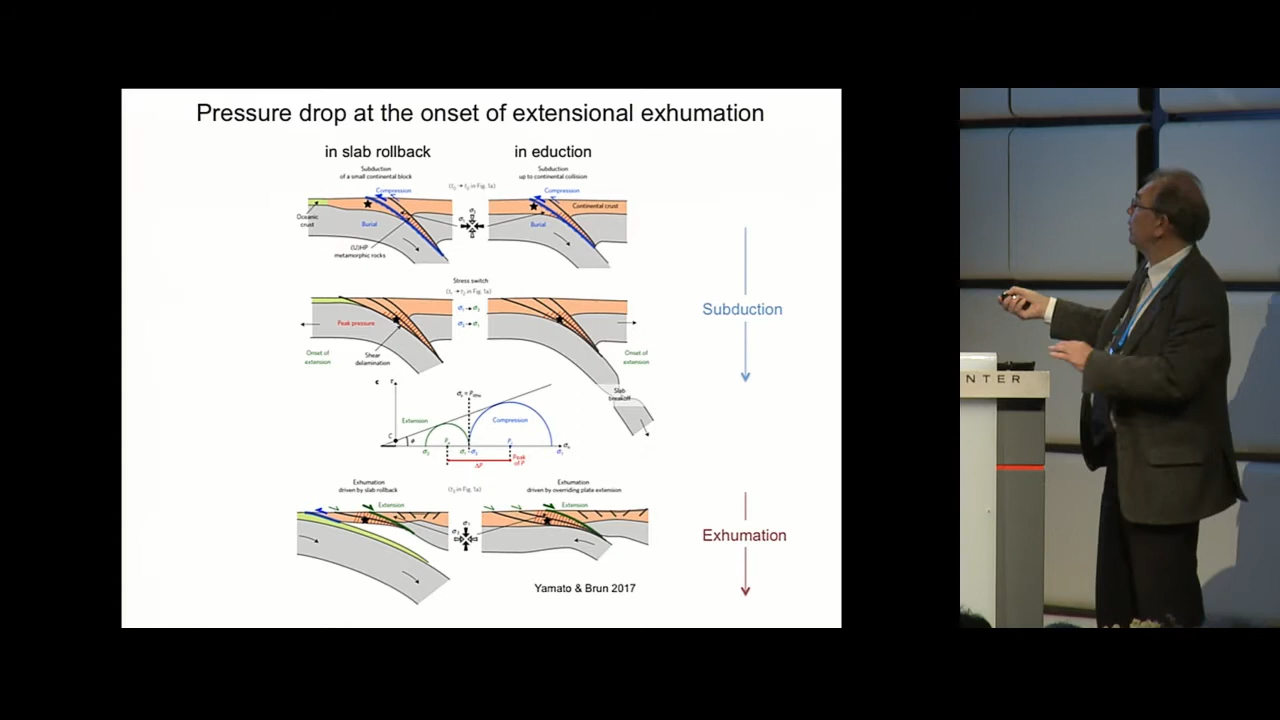 Pressure drop at the onset of extensional exhumation
in slab rollback
in eduction
Subduction
of a small continental block
Subduction
up to continental collision
Compression
Compression
Oceanic
crust
Continental crust
Burial
Burial
(U)HP
metamorphic rocks
Stress switch
Peak pressure
Onset of
extension
Shear
delamination
Onset of
extension
Slab
breakoff
Subduction
c
Extension
Compression
C
ΔP
Peak
of P
Exhumation
driven by slab rollback
Exhumation
driven by overriding plate extension
Extension
Extension
Exhumation
Yamato & Brun 2017
NTER